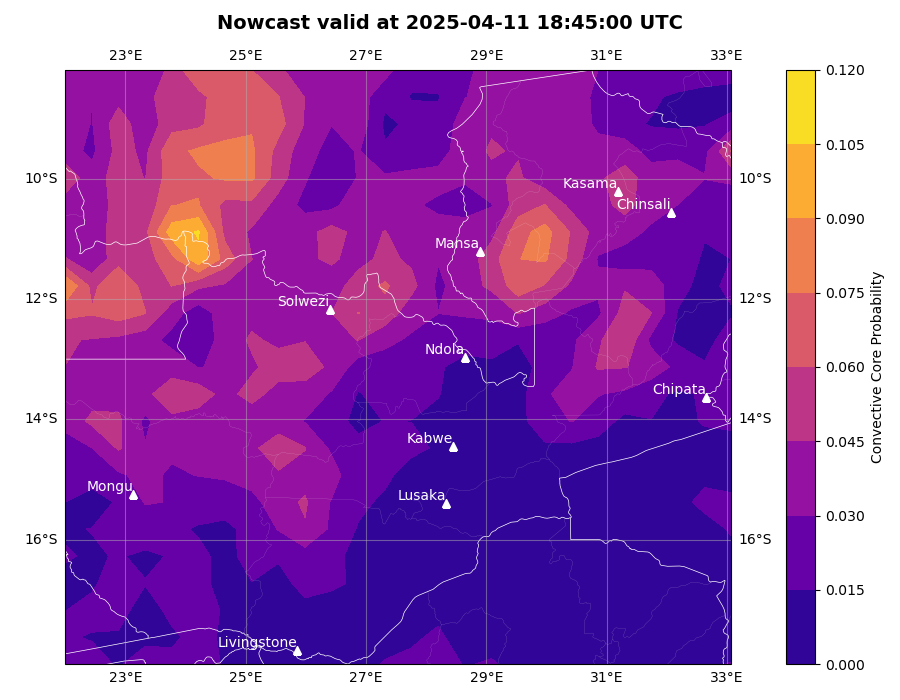 Nowcast valid at 2025-04-11 18:45:00 UTC
23°E 25°E 27°E 29°E 31°E 33°E
0.120
0.105
10°S 10°S
Kasama
Chinsali
0.090
Mansa
0.075
12°S 12°S
Solwezi
Ndola
0.060
Chipata
14°S 14°S
Kabwe
0.045
Mongu
Lusaka
0.030
16°S 16°S
0.015
Livingstone
0.000
23°E 25°E 27°E 29°E 31°E 33°E
Convective Core Probability